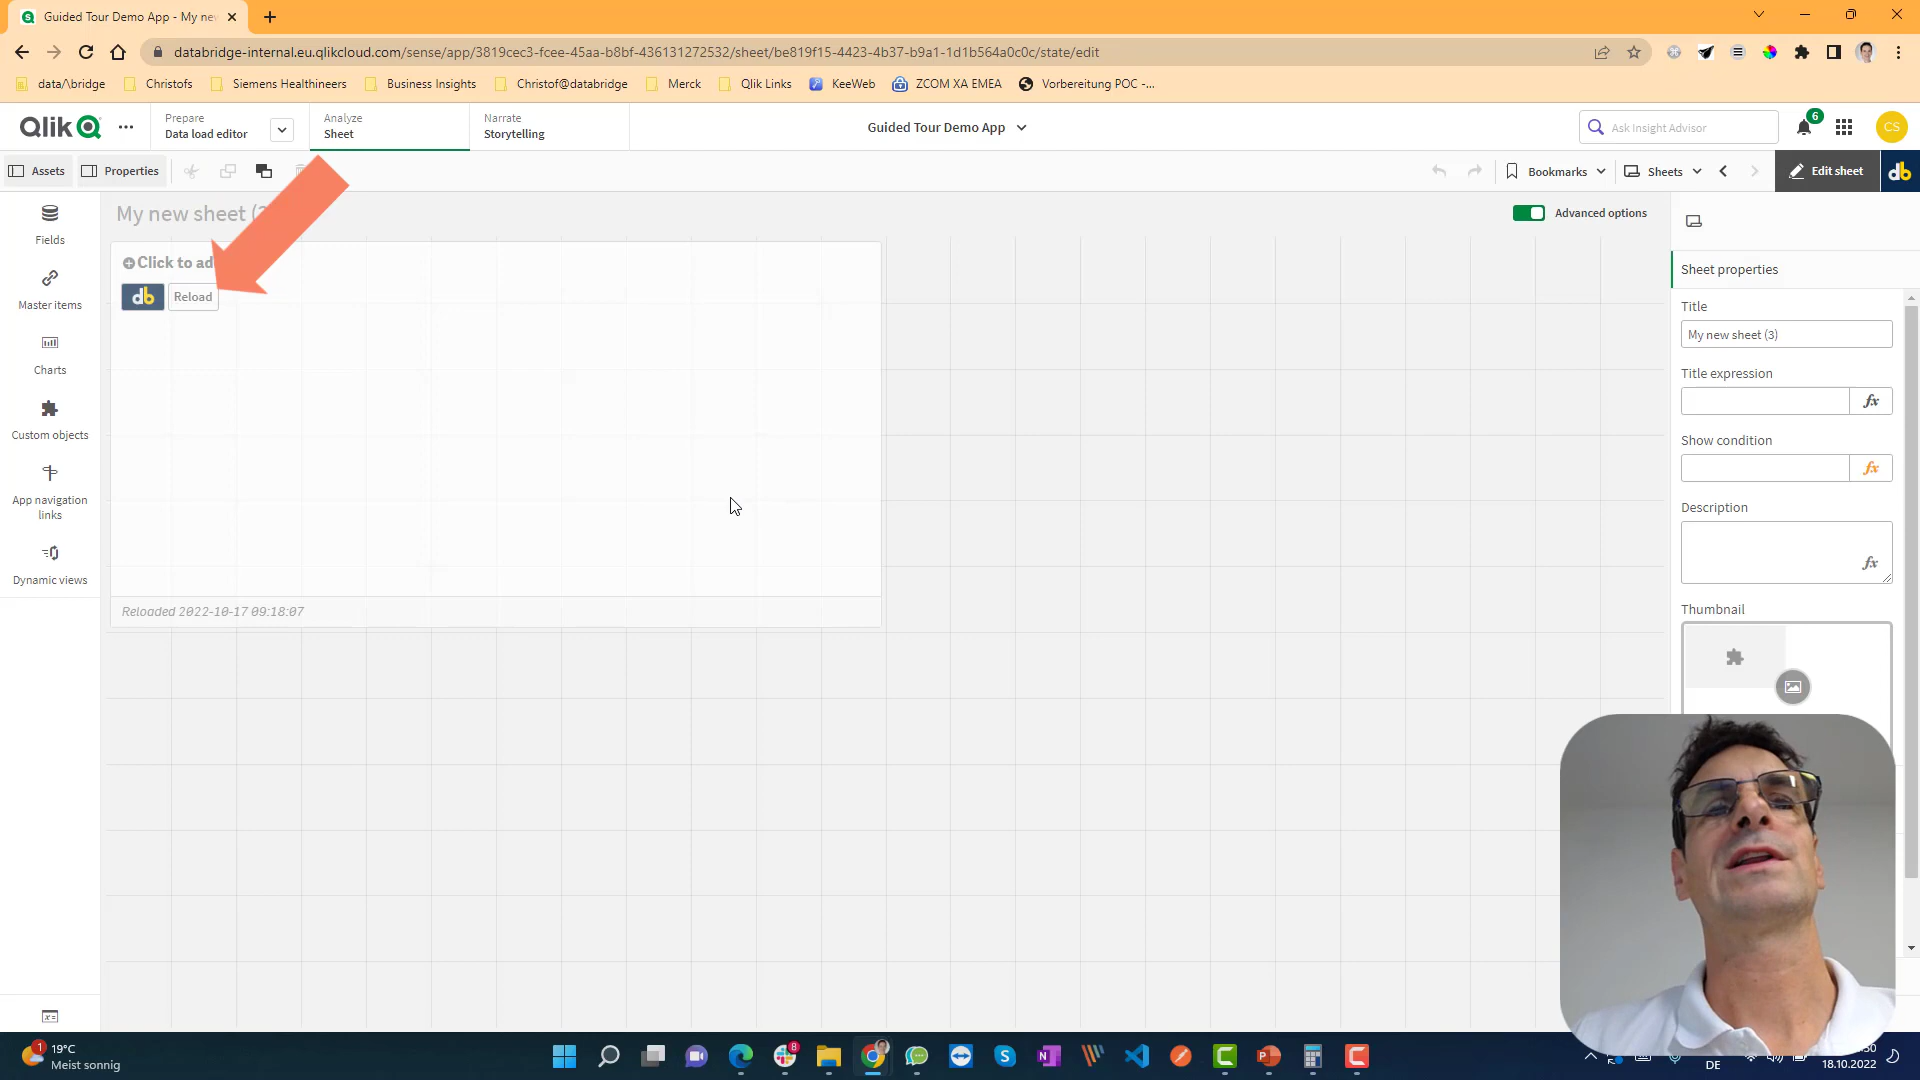 Guided Tour Demo App - My nev
databridge-internal.eu.qlikcloud.com/sense/app/3819cec3-fcee-45aa-b8bf-436131272532/sheet/be819f15-4423-4b37-b9a1-1d1b564a0c0c/state/edit
data/\bridge
Christofs
Siemens Healthineers
Business Insights
Christof@databridge
Merck
Qlik Links
KeeWeb
ZCOM XA EMEA
Vorbereitung POC -...
Qlik
Prepare
Data load editor
Analyze
Sheet
Narrate
Storytelling
Guided Tour Demo App
Ask Insight Advisor
6
CS
Assets
Properties
Bookmarks
Sheets
Edit sheet
db
My new sheet
Advanced options
Fields
Master items
Charts
Custom objects
App navigation
links
Dynamic views
Click to ad
db
Reload
Reloaded 2022-10-17 09:18:07
Sheet properties
Title
My new sheet (3)
Title expression
fx
Show condition
fx
Description
fx
Thumbnail
1
19°C
Meist sonnig
8
DE
18.10.2022